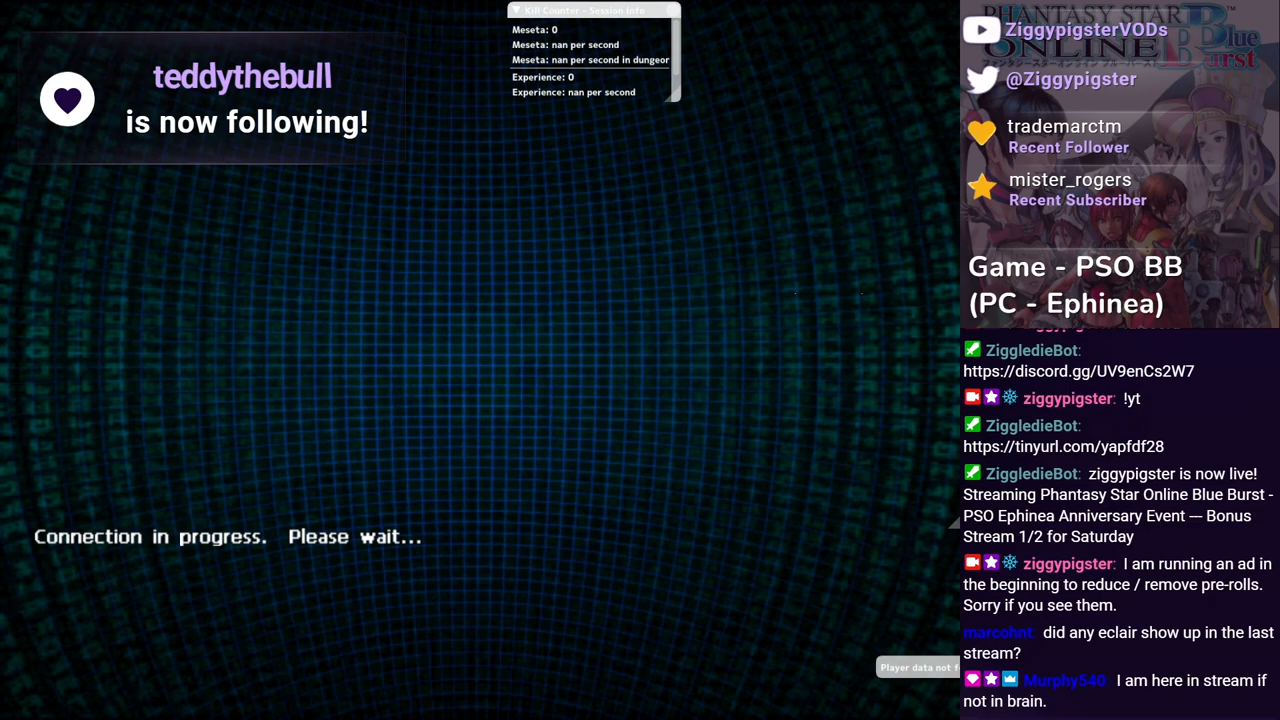 teddythebull
is now following!
Kill Counter - Session Info
Meseta: 0
Meseta: nan per second
Meseta: nan per second in dungeon
Experience: 0
Experience: nan per second
Connection in progress.  Please wait...
Player data not f
PHANTASY STAR
ONLINE Blue Burst
ZiggypigsterVODs
@Ziggypigster
trademarctm
Recent Follower
mister_rogers
Recent Subscriber
Game - PSO BB
(PC - Ephinea)
ZiggledieBot:
https://discord.gg/UV9enCs2W7
ziggypigster: !yt
ZiggledieBot:
https://tinyurl.com/yapfdf28
ZiggledieBot: ziggypigster is now live!
Streaming Phantasy Star Online Blue Burst -
PSO Ephinea Anniversary Event --- Bonus
Stream 1/2 for Saturday
ziggypigster: I am running an ad in
the beginning to reduce / remove pre-rolls.
Sorry if you see them.
marcohnt: did any eclair show up in the last
stream?
Murphy540: I am here in stream if
not in brain.